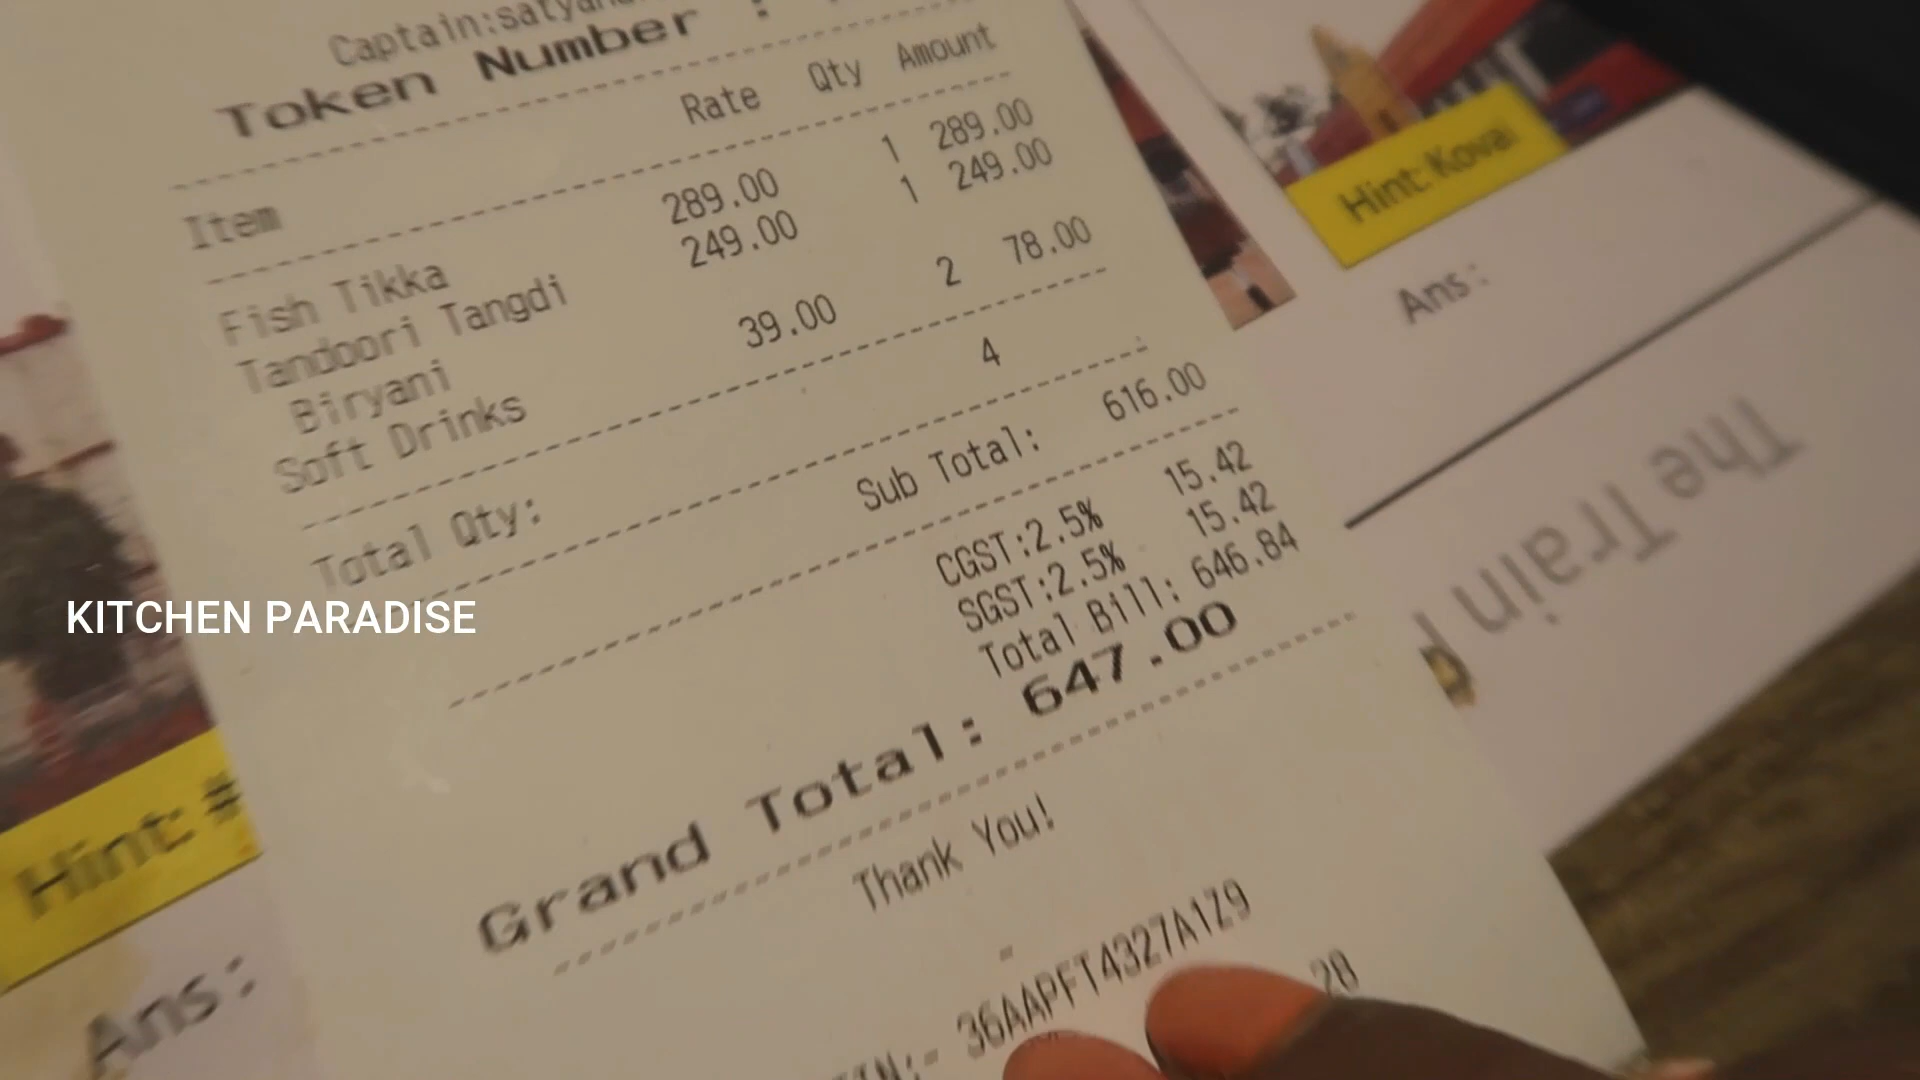 Captain:satya
Token Number :
Item Rate Qty Amount
Fish Tikka 289.00 1 289.00
Tandoori Tangdi 249.00 1 249.00
Biryani
Soft Drinks 39.00 2 78.00
Total Qty: 4
Sub Total: 616.00
CGST:2.5% 15.42
SGST:2.5% 15.42
Total Bill: 646.84
Grand Total: 647.00
Thank You!
36AAPFT4327A1Z9
KITCHEN PARADISE
Hint: Kovai
Ans:
The Train
Hint: #
Ans: